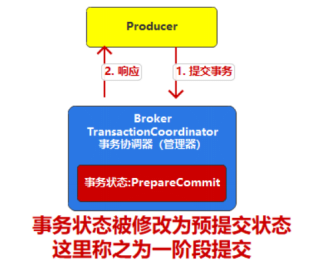 Producer
2. 响应
1. 提交事务
Broker
TransactionCoordinator
事务协调器（管理器）
事务状态:PrepareCommit
事务状态被修改为预提交状态
这里称之为一阶段提交